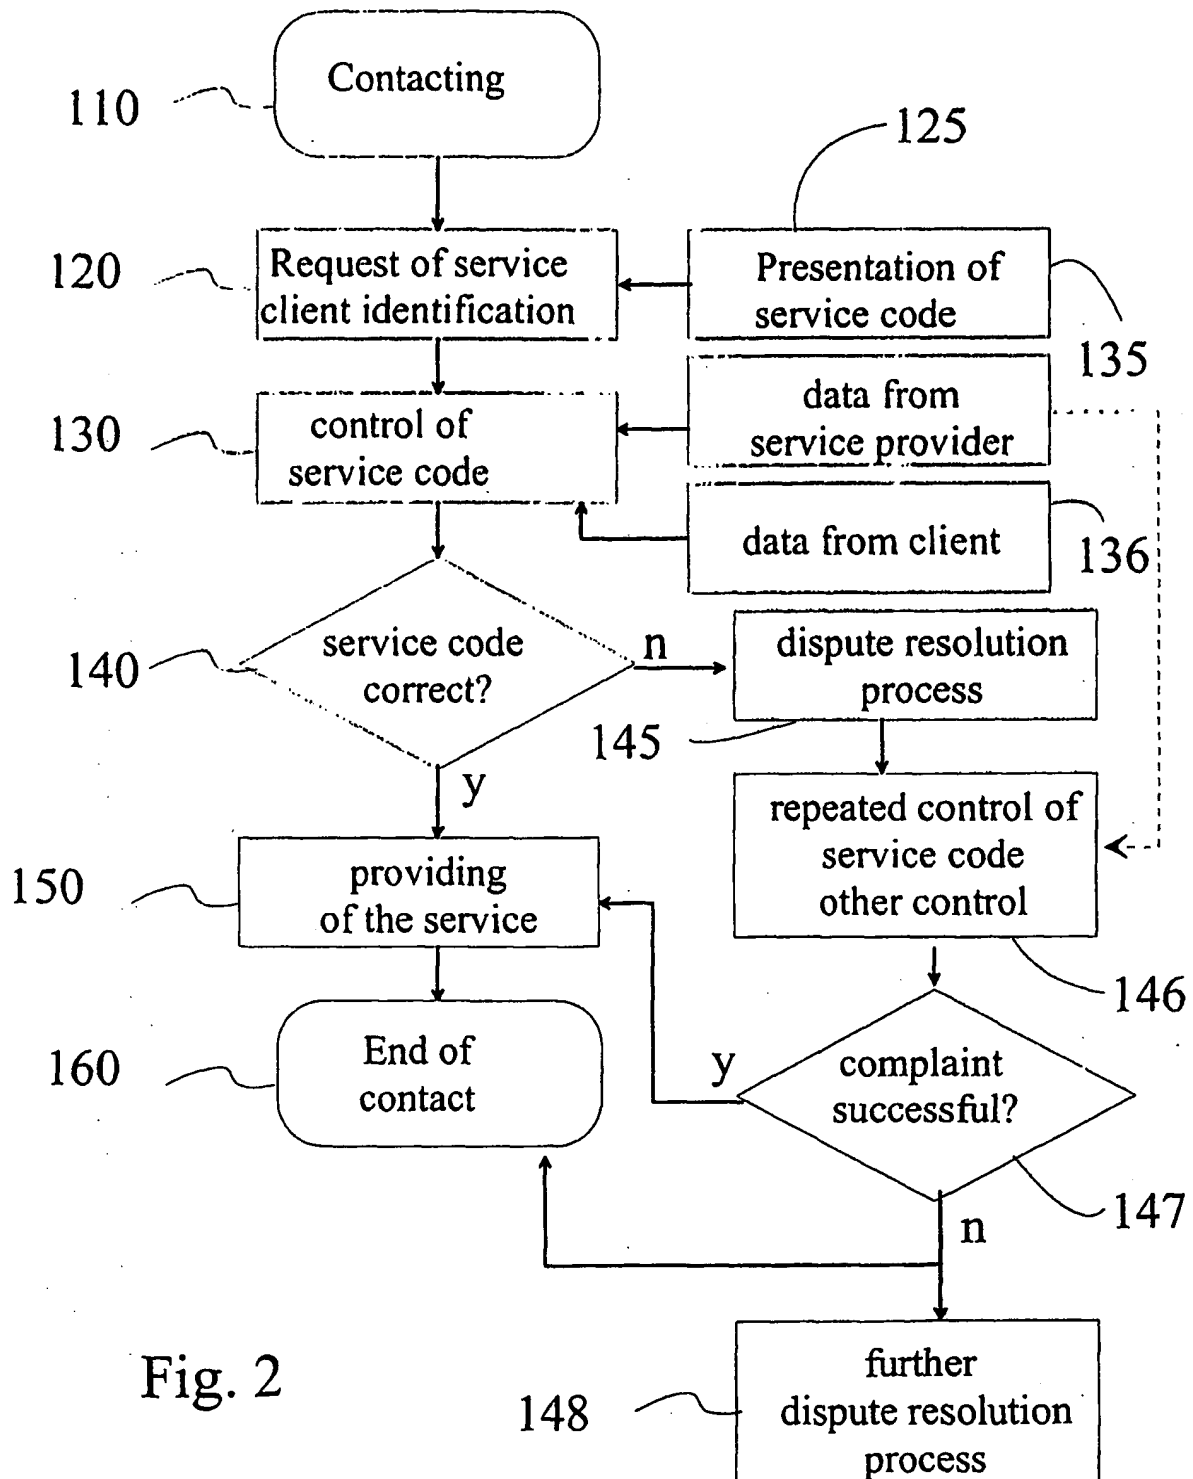 Contacting
110
125
120
Request of service
client identification
Presentation of
service code
135
130
control of
service code
data from
service provider
data from client
136
140
service code
correct?
n
dispute resolution
process
145
y
repeated control of
service code
other control
150
providing
of the service
146
160
End of
contact
y
complaint
successful?
147
n
Fig. 2
148
further
dispute resolution
process